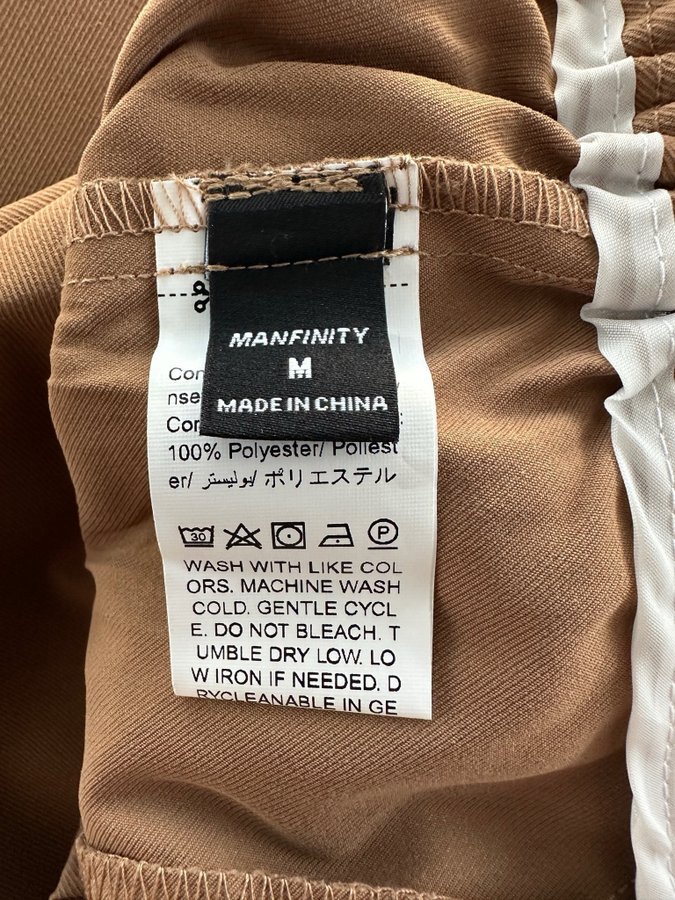 MANFINITY
M
MADE IN CHINA
100% Polyester/ Poliest
er/ بوليستر/ ポリエステル
30
P
WASH WITH LIKE COL
ORS. MACHINE WASH
COLD. GENTLE CYCL
E. DO NOT BLEACH. T
UMBLE DRY LOW. LO
W IRON IF NEEDED. D
RYCLEANABLE IN GE